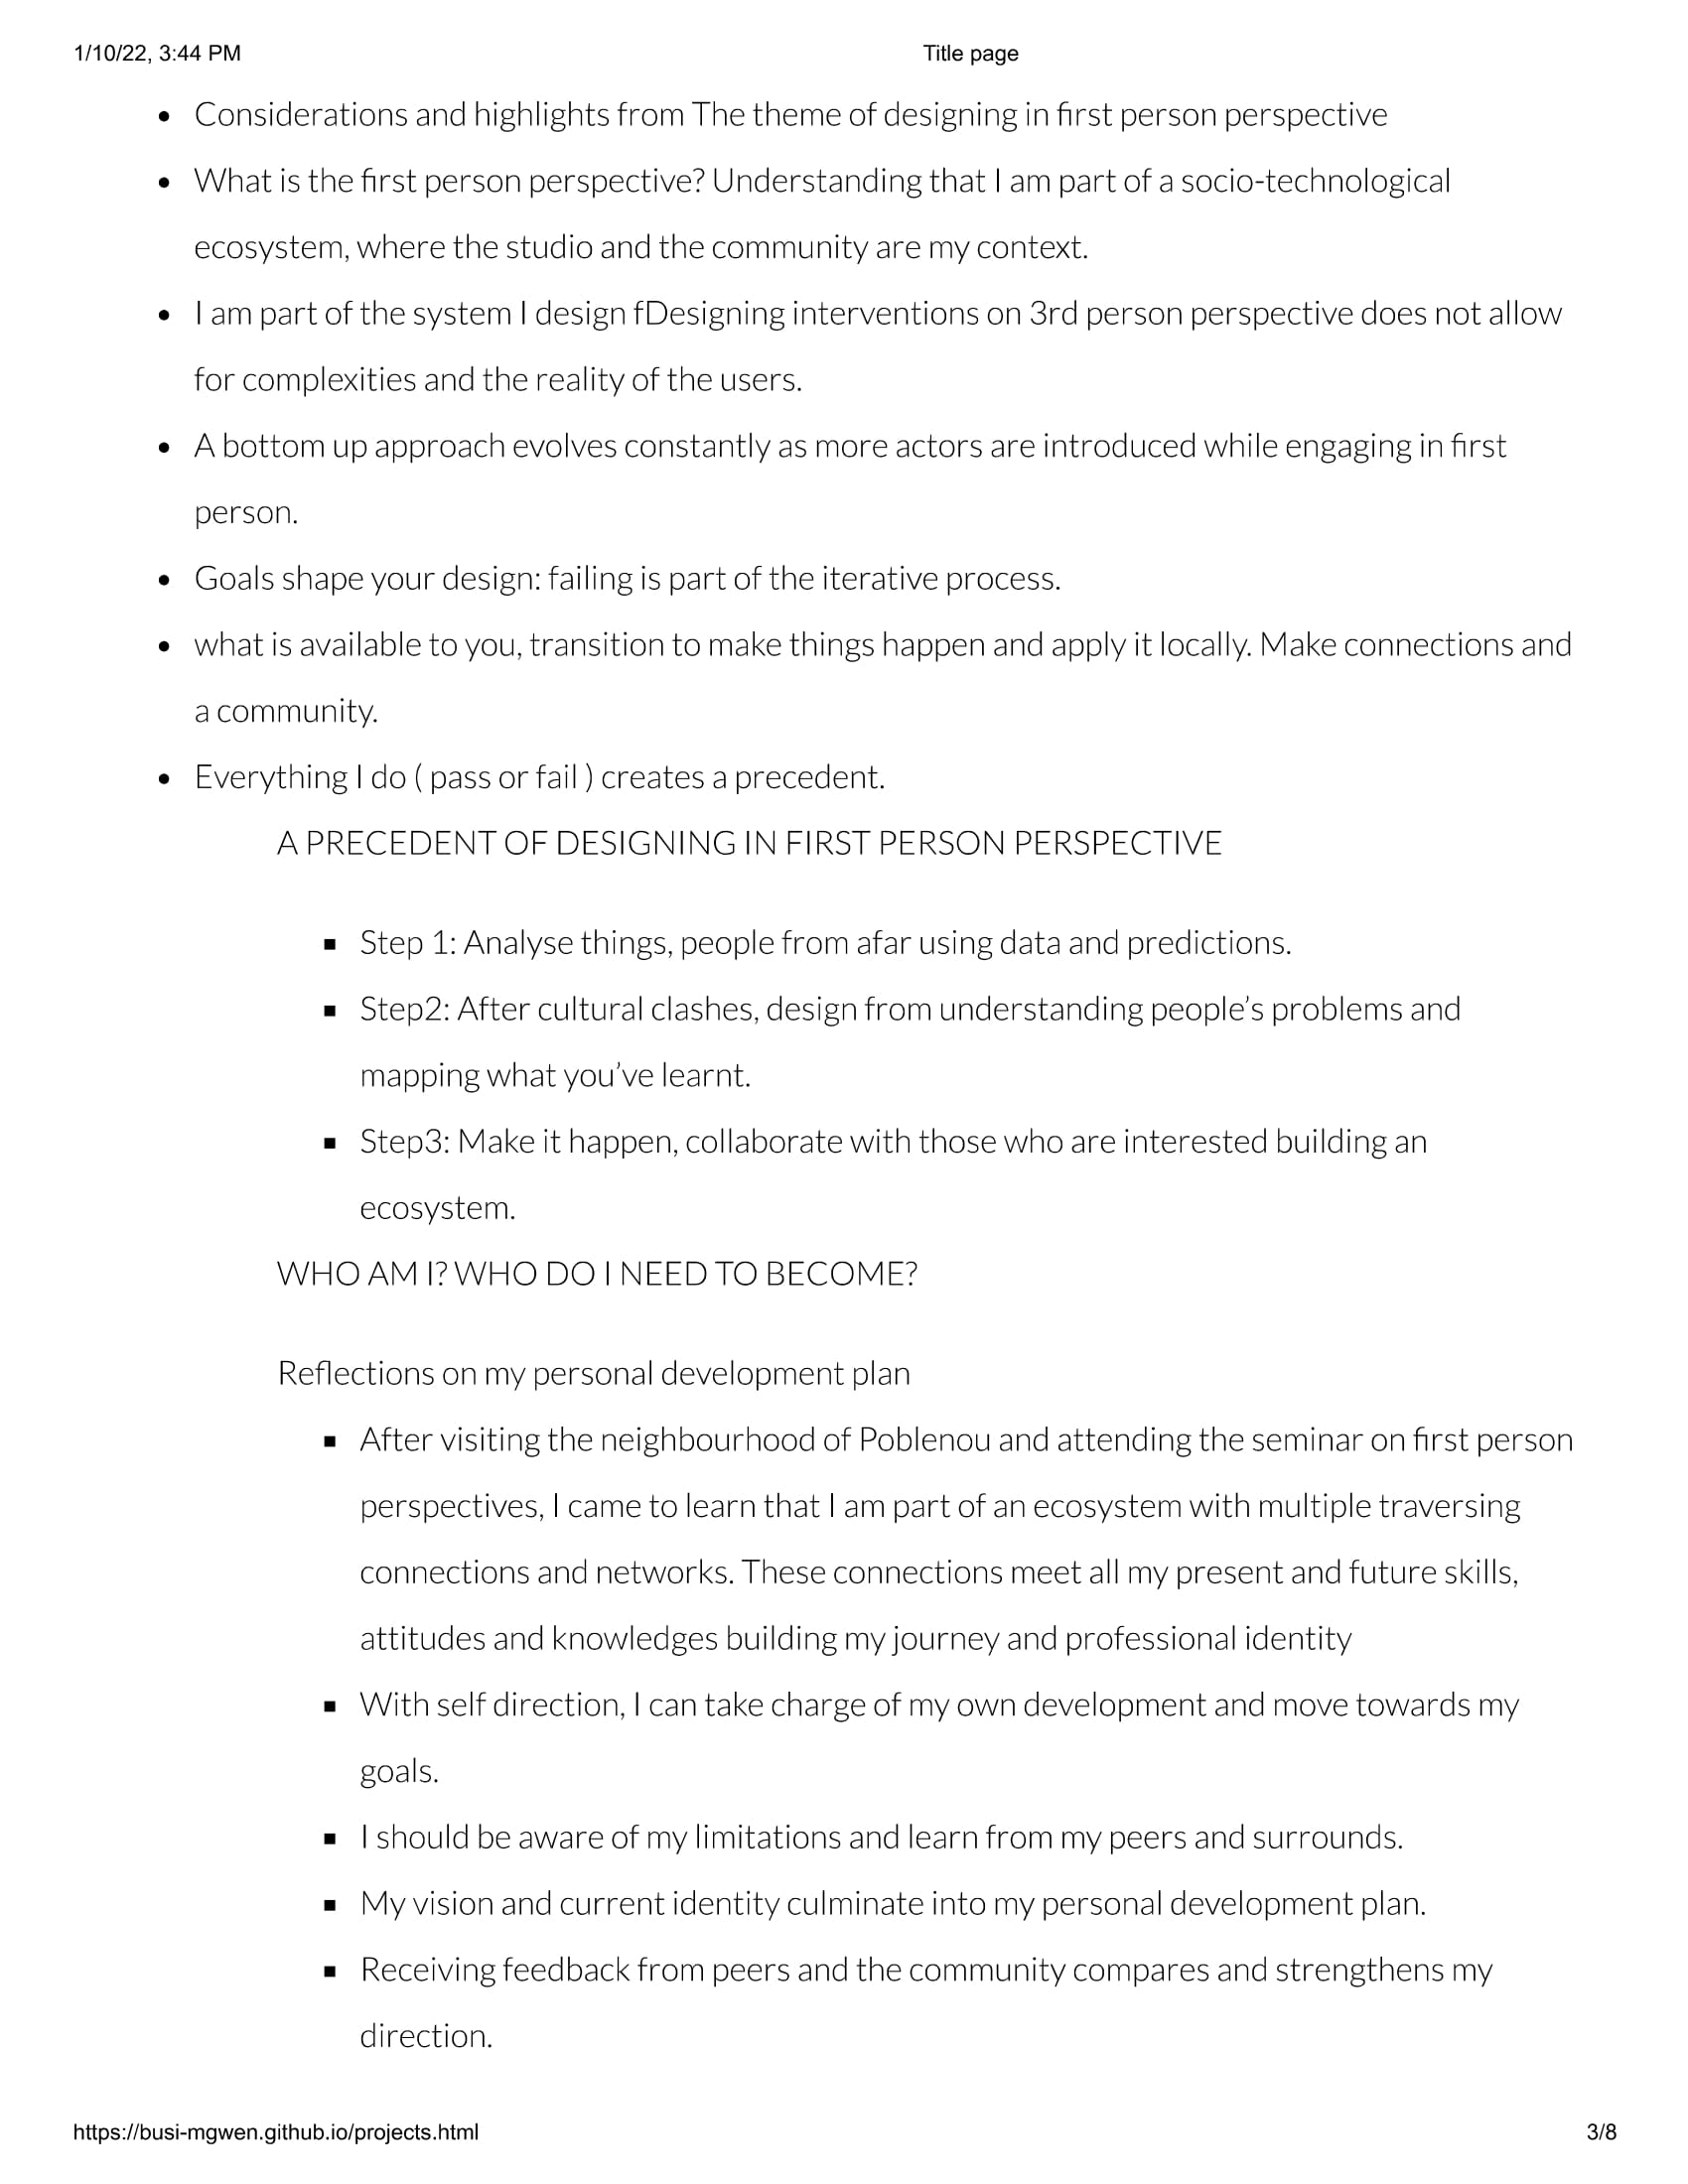 1/10/22, 3:44 PM
Title page
• Considerations and highlights from The theme of designing in first person perspective
• What is the first person perspective? Understanding that I am part of a socio-technological
ecosystem, where the studio and the community are my context.
• I am part of the system I design fDesigning interventions on 3rd person perspective does not allow
for complexities and the reality of the users.
• A bottom up approach evolves constantly as more actors are introduced while engaging in first
person.
• Goals shape your design: failing is part of the iterative process.
• what is available to you, transition to make things happen and apply it locally. Make connections and
a community.
• Everything I do ( pass or fail ) creates a precedent.
A PRECEDENT OF DESIGNING IN FIRST PERSON PERSPECTIVE
▪ Step 1: Analyse things, people from afar using data and predictions.
▪ Step2: After cultural clashes, design from understanding people’s problems and
mapping what you’ve learnt.
▪ Step3: Make it happen, collaborate with those who are interested building an
ecosystem.
WHO AM I? WHO DO I NEED TO BECOME?
Reflections on my personal development plan
▪ After visiting the neighbourhood of Poblenou and attending the seminar on first person
perspectives, I came to learn that I am part of an ecosystem with multiple traversing
connections and networks. These connections meet all my present and future skills,
attitudes and knowledges building my journey and professional identity
▪ With self direction, I can take charge of my own development and move towards my
goals.
▪ I should be aware of my limitations and learn from my peers and surrounds.
▪ My vision and current identity culminate into my personal development plan.
▪ Receiving feedback from peers and the community compares and strengthens my
direction.
https://busi-mgwen.github.io/projects.html
3/8